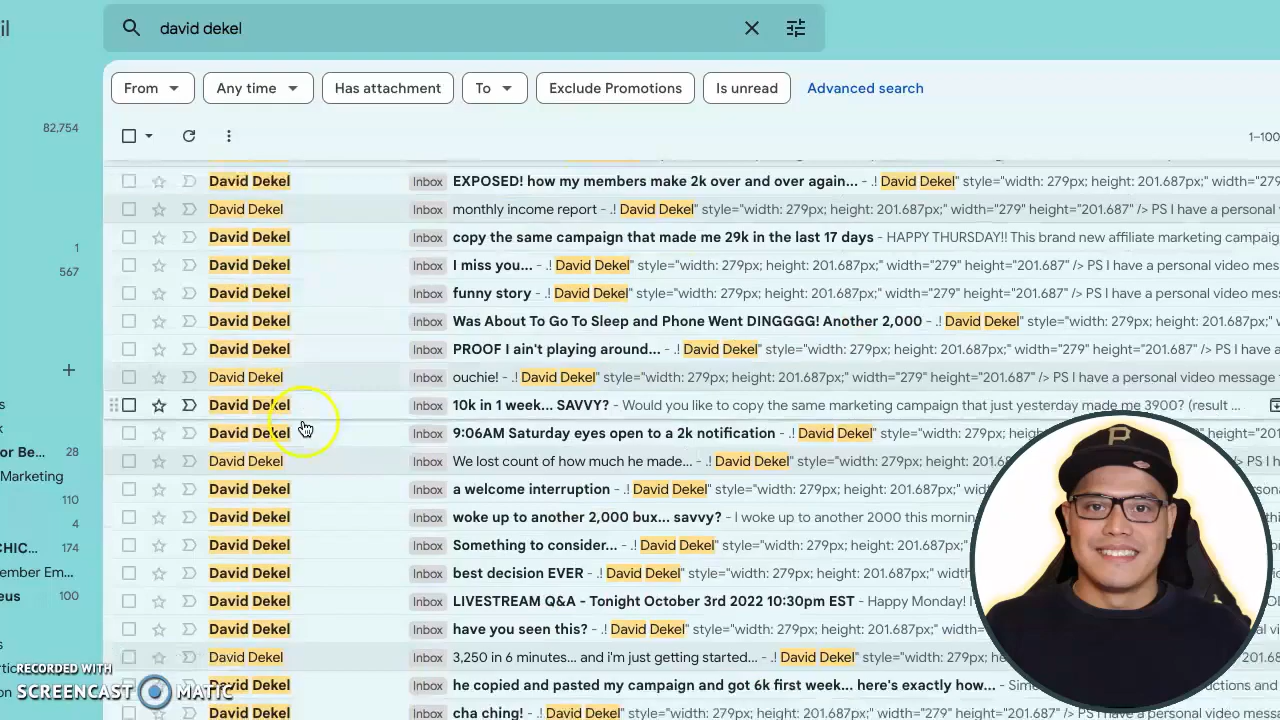 il
david dekel
From
Any time
Has attachment
To
Exclude Promotions
Is unread
Advanced search
82,754
1–100
David Dekel Inbox EXPOSED! how my members make 2k over and over again... - .! David Dekel" style="width: 279px; height: 201.687px;" width="279
1
David Dekel Inbox monthly income report - .! David Dekel" style="width: 279px; height: 201.687px;" width="279" height="201.687" /> PS I have a personal
567
David Dekel Inbox copy the same campaign that made me 29k in the last 17 days - HAPPY THURSDAY!! This brand new affiliate marketing campaig
David Dekel Inbox I miss you... - .! David Dekel" style="width: 279px; height: 201.687px;" width="279" height="201.687" /> PS I have a personal video mess
David Dekel Inbox funny story - .! David Dekel" style="width: 279px; height: 201.687px;" width="279" height="201.687" /> PS I have a personal video messa
David Dekel Inbox Was About To Go To Sleep and Phone Went DINGGGG! Another 2,000 - .! David Dekel" style="width: 279px; height: 201.687px
David Dekel Inbox PROOF I ain't playing around... - .! David Dekel" style="width: 279px; height: 201.687px;" width="279" height="201.687" /> PS I have a
David Dekel Inbox ouchie! - .! David Dekel" style="width: 279px; height: 201.687px;" width="279" height="201.687" /> PS I have a personal video message
David Dekel Inbox 10k in 1 week... SAVVY? - Would you like to copy the same marketing campaign that just yesterday made me 3900? (result ...
David Dekel Inbox 9:06AM Saturday eyes open to a 2k notification - .! David Dekel" style="width: 279px; height: 201.687px;" width=
David Dekel Inbox We lost count of how much he made... - .! David Dekel" style="width: 279px; height: 201.6
David Dekel Inbox a welcome interruption - .! David Dekel" style="width: 279px; height: 201.687px;"
David Dekel Inbox woke up to another 2,000 bux... savvy? - I woke up to another 2000 this mornin
David Dekel Inbox Something to consider... - .! David Dekel" style="width: 279px; height: 201.687px;
David Dekel Inbox best decision EVER - .! David Dekel" style="width: 279px; height: 201.687px;" w
David Dekel Inbox LIVESTREAM Q&A - Tonight October 3rd 2022 10:30pm EST - Happy Monday! I
David Dekel Inbox have you seen this? - .! David Dekel" style="width: 279px; height: 201.687px;"
David Dekel Inbox 3,250 in 6 minutes... and i'm just getting started... - .! David Dekel" style="width:
David Dekel Inbox he copied and pasted my campaign and got 6k first week... here's exactly how... - Sim
David Dekel Inbox cha ching! - .! David Dekel" style="width: 279px; height: 201.687px;" width="279" height=
s
k
or Be... 28
Marketing
110
4
CHIC... 174
ember Em...
eus 100
s
rtic
on
P
RECORDED WITH
SCREENCAST MATIC